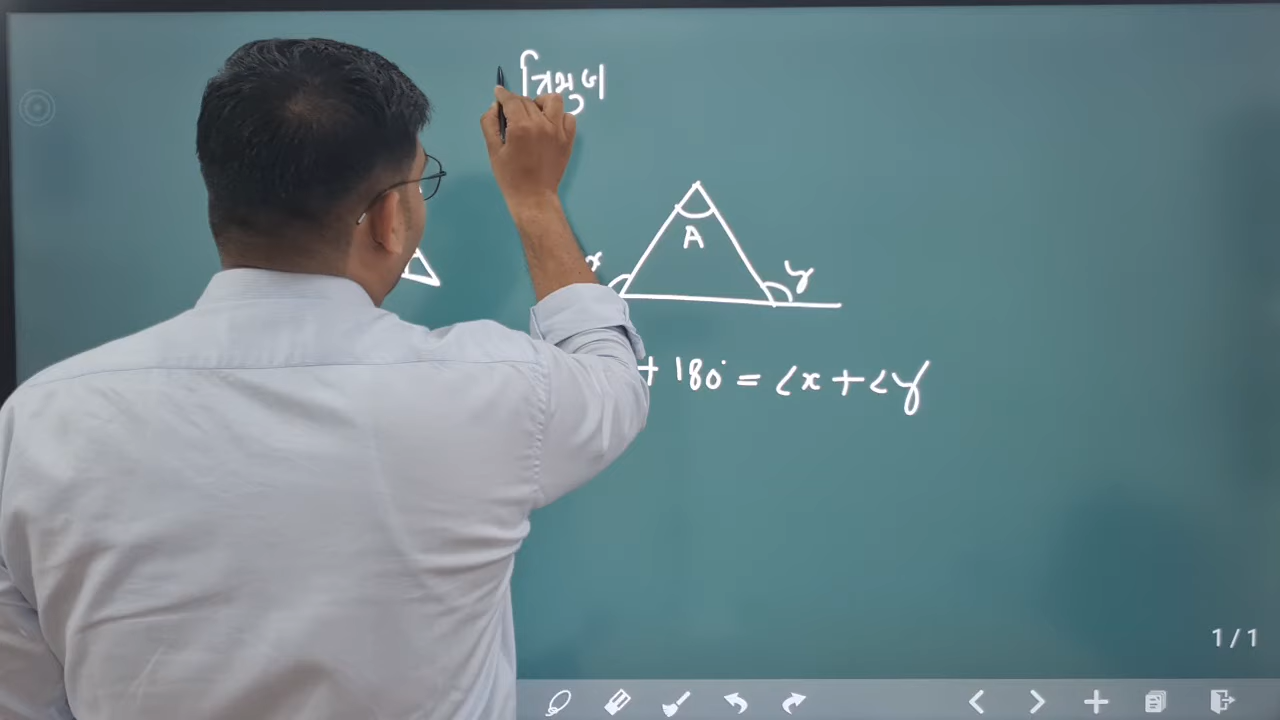 त्रिभुज
A
x
y
+ 180° = ∠x + ∠y
1/1